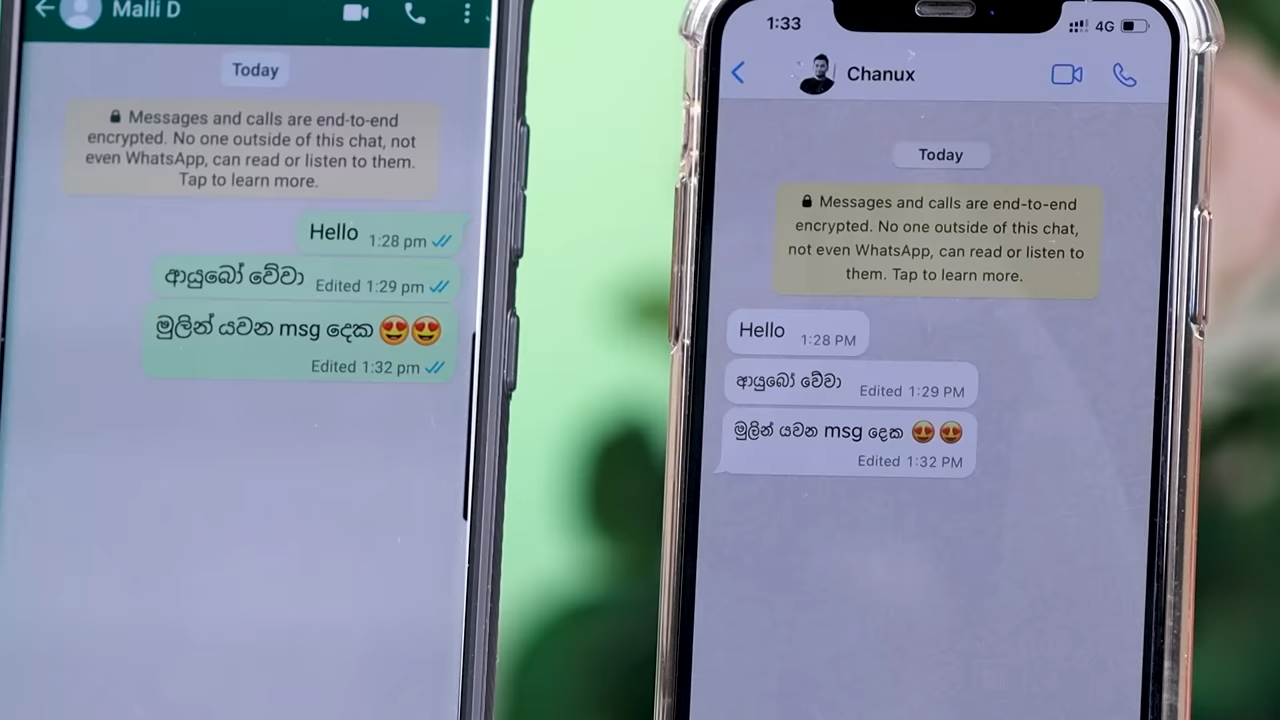 Malli D
Today
Messages and calls are end-to-end
encrypted. No one outside of this chat, not
even WhatsApp, can read or listen to them.
Tap to learn more.
Hello 1:28 pm
ආයුබෝ වේවා Edited 1:29 pm
මුලින් යවන msg දෙක 😍😍
Edited 1:32 pm
1:33 4G
Chanux
Today
Messages and calls are end-to-end
encrypted. No one outside of this chat,
not even WhatsApp, can read or listen to
them. Tap to learn more.
Hello 1:28 PM
ආයුබෝ වේවා Edited 1:29 PM
මුලින් යවන msg දෙක 😍😍
Edited 1:32 PM